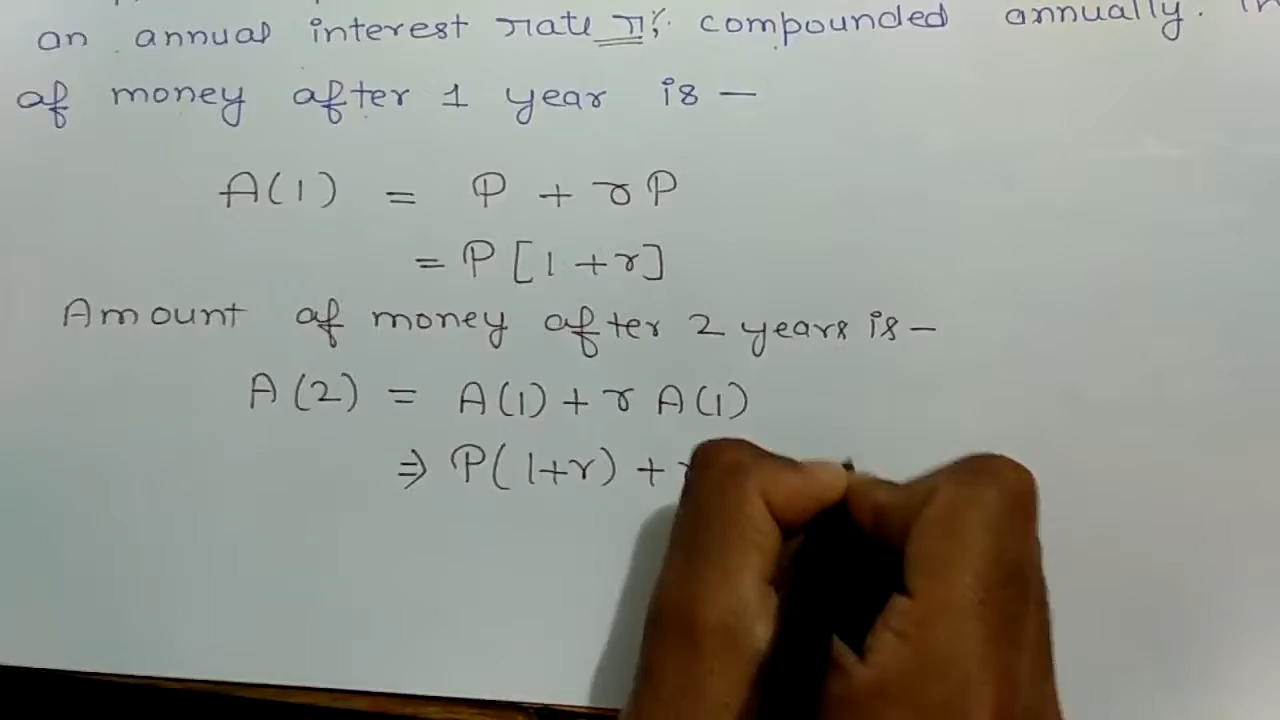 an annual interest rate r% compounded annually.
of money after 1 year is —
A(1) = P + rP
= P[1+r]
Amount of money after 2 years is —
A(2) = A(1) + r A(1)
⇒ P(1+r) +